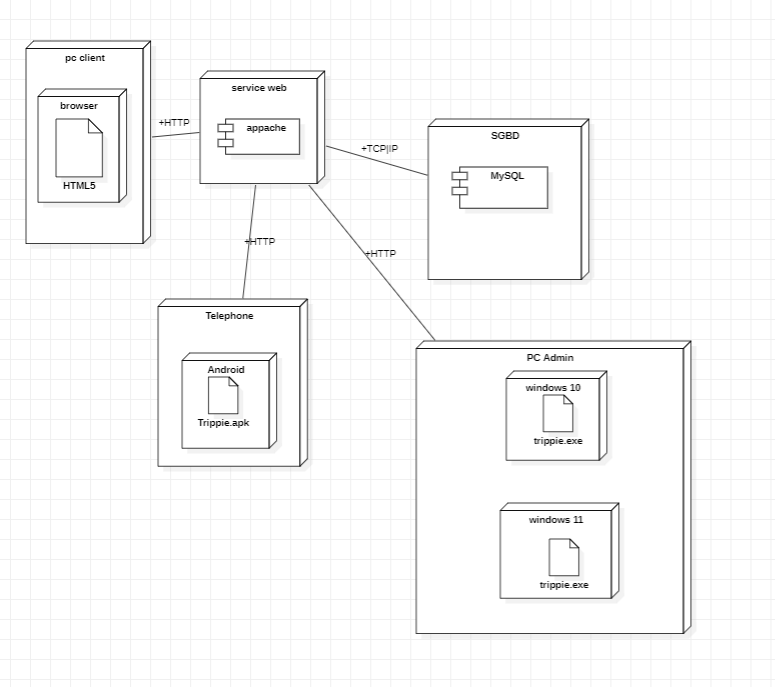 pc client
browser
HTML5
+HTTP
service web
appache
+TCP|IP
SGBD
MySQL
+HTTP
+HTTP
Telephone
Android
Trippie.apk
PC Admin
windows 10
trippie.exe
windows 11
trippie.exe